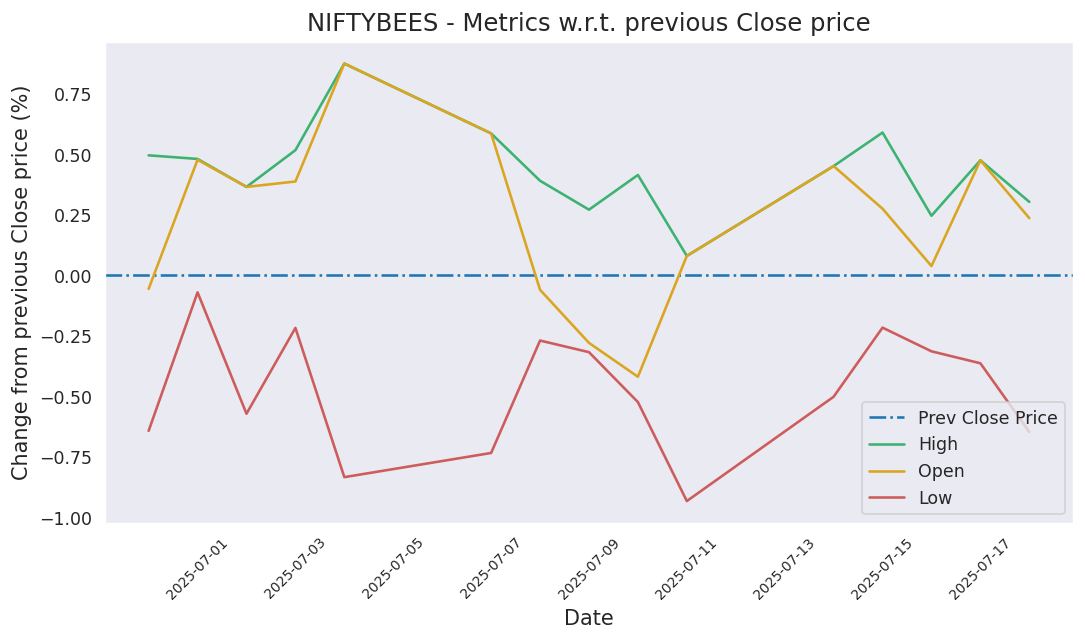 NIFTYBEES - Metrics w.r.t. previous Close price
Change from previous Close price (%)
0.75
0.50
0.25
0.00
−0.25
−0.50
−0.75
−1.00
Prev Close Price
High
Open
Low
2025-07-01
2025-07-03
2025-07-05
2025-07-07
2025-07-09
2025-07-11
2025-07-13
2025-07-15
2025-07-17
Date